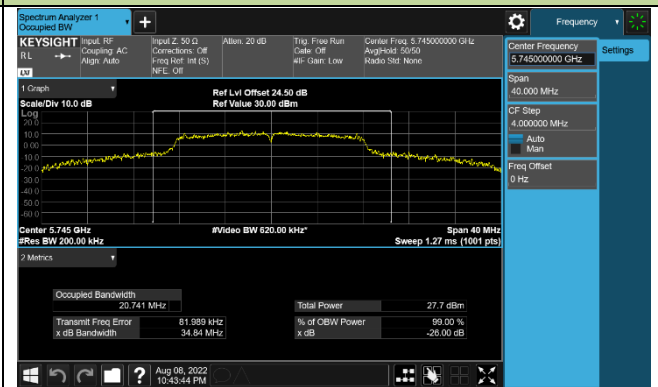 Spectrum Analyzer 1
Occupied BW
+
Frequency
KEYSIGHT
RL
LXI
Input: RF
Coupling: AC
Align: Auto
Input Z: 50 Ω
Corrections: Off
Freq Ref: Int (S)
NFE: Off
Atten: 20 dB
Trig: Free Run
Gate: Off
#IF Gain: Low
Center Freq: 5.745000000 GHz
Avg|Hold: 50/50
Radio Std: None
Center Frequency
5.745000000 GHz
Settings
Span
40.000 MHz
CF Step
4.000000 MHz
Auto
Man
Freq Offset
0 Hz
1 Graph
Scale/Div 10.0 dB
Ref Lvl Offset 24.50 dB
Ref Value 30.00 dBm
Log
20.0
10.0
0.00
-10.0
-20.0
-30.0
-40.0
-50.0
-60.0
Center 5.745 GHz
#Res BW 200.00 kHz
#Video BW 620.00 kHz*
Span 40 MHz
Sweep 1.27 ms (1001 pts)
2 Metrics
Occupied Bandwidth
20.741 MHz
Total Power 27.7 dBm
Transmit Freq Error 81.989 kHz
% of OBW Power 99.00 %
x dB Bandwidth 34.84 MHz
x dB -26.00 dB
?
Aug 08, 2022
10:43:44 PM